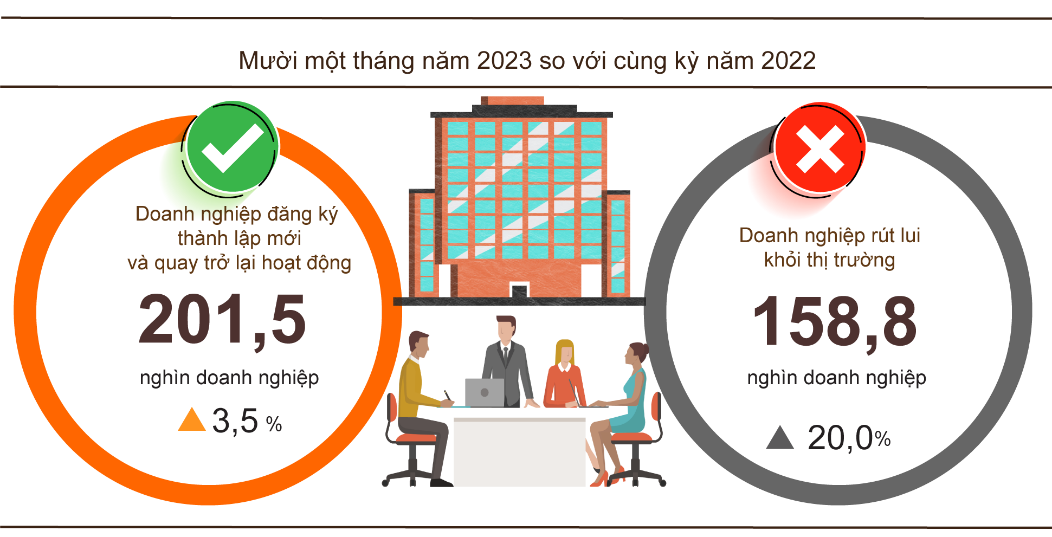 Mười một tháng năm 2023 so với cùng kỳ năm 2022
Doanh nghiệp đăng ký
thành lập mới
và quay trở lại hoạt động
201,5
nghìn doanh nghiệp
3,5 %
Doanh nghiệp rút lui
khỏi thị trường
158,8
nghìn doanh nghiệp
20,0%